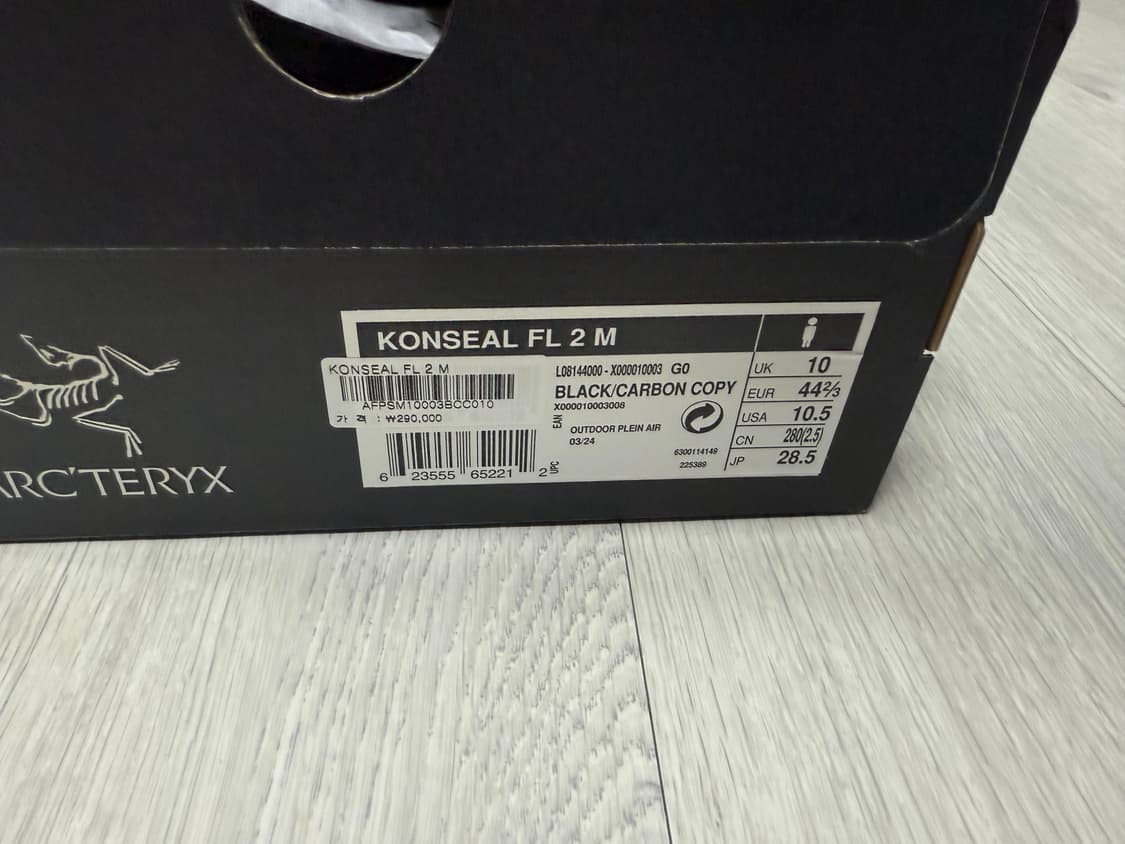 ARC'TERYX
KONSEAL FL 2 M
KONSEAL FL 2 M
AFPSM10003BCC010
가 격 : ₩290,000
6 23555 65221 2
UPC
EAN
L08144000 - X000010003 G0
BLACK/CARBON COPY
X000010003008
OUTDOOR PLEIN AIR
03/24
6300114149
225389
UK 10
EUR 44⅔
USA 10.5
CN 280(2.5)
JP 28.5